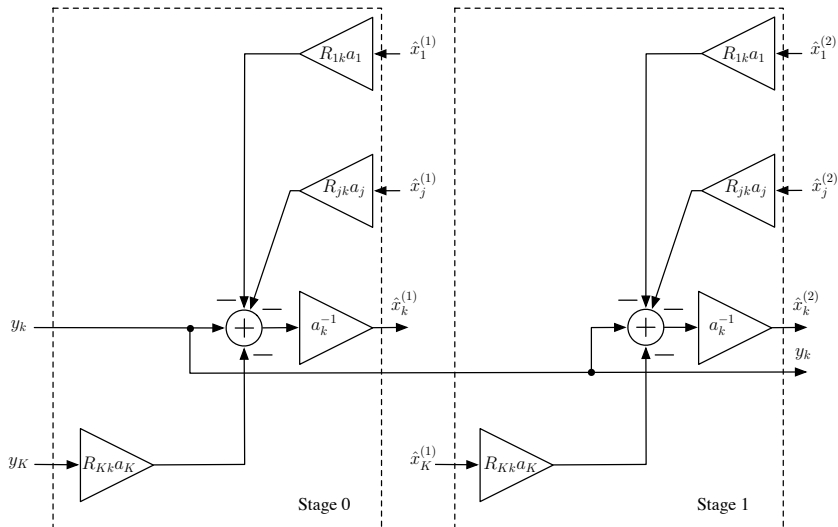 R_{1k}a_1 \hat{x}_1^{(1)} R_{1k}a_1 \hat{x}_1^{(2)}
R_{jk}a_j \hat{x}_j^{(1)} R_{jk}a_j \hat{x}_j^{(2)}
\hat{x}_k^{(1)} \hat{x}_k^{(2)}
y_k + a_k^{-1} + a_k^{-1}
y_k
y_K R_{Kk}a_K \hat{x}_K^{(1)} R_{Kk}a_K
Stage 0 Stage 1